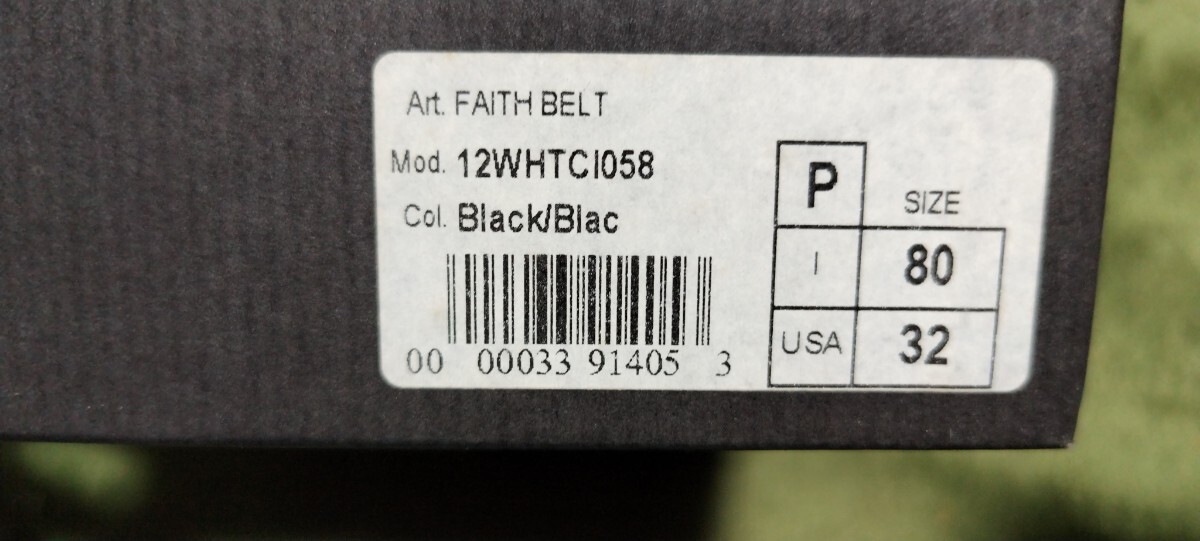 Art. FAITH BELT
Mod. 12WHTCI058
Col. Black/Blac
00 00033 91405 3
P SIZE
I 80
USA 32